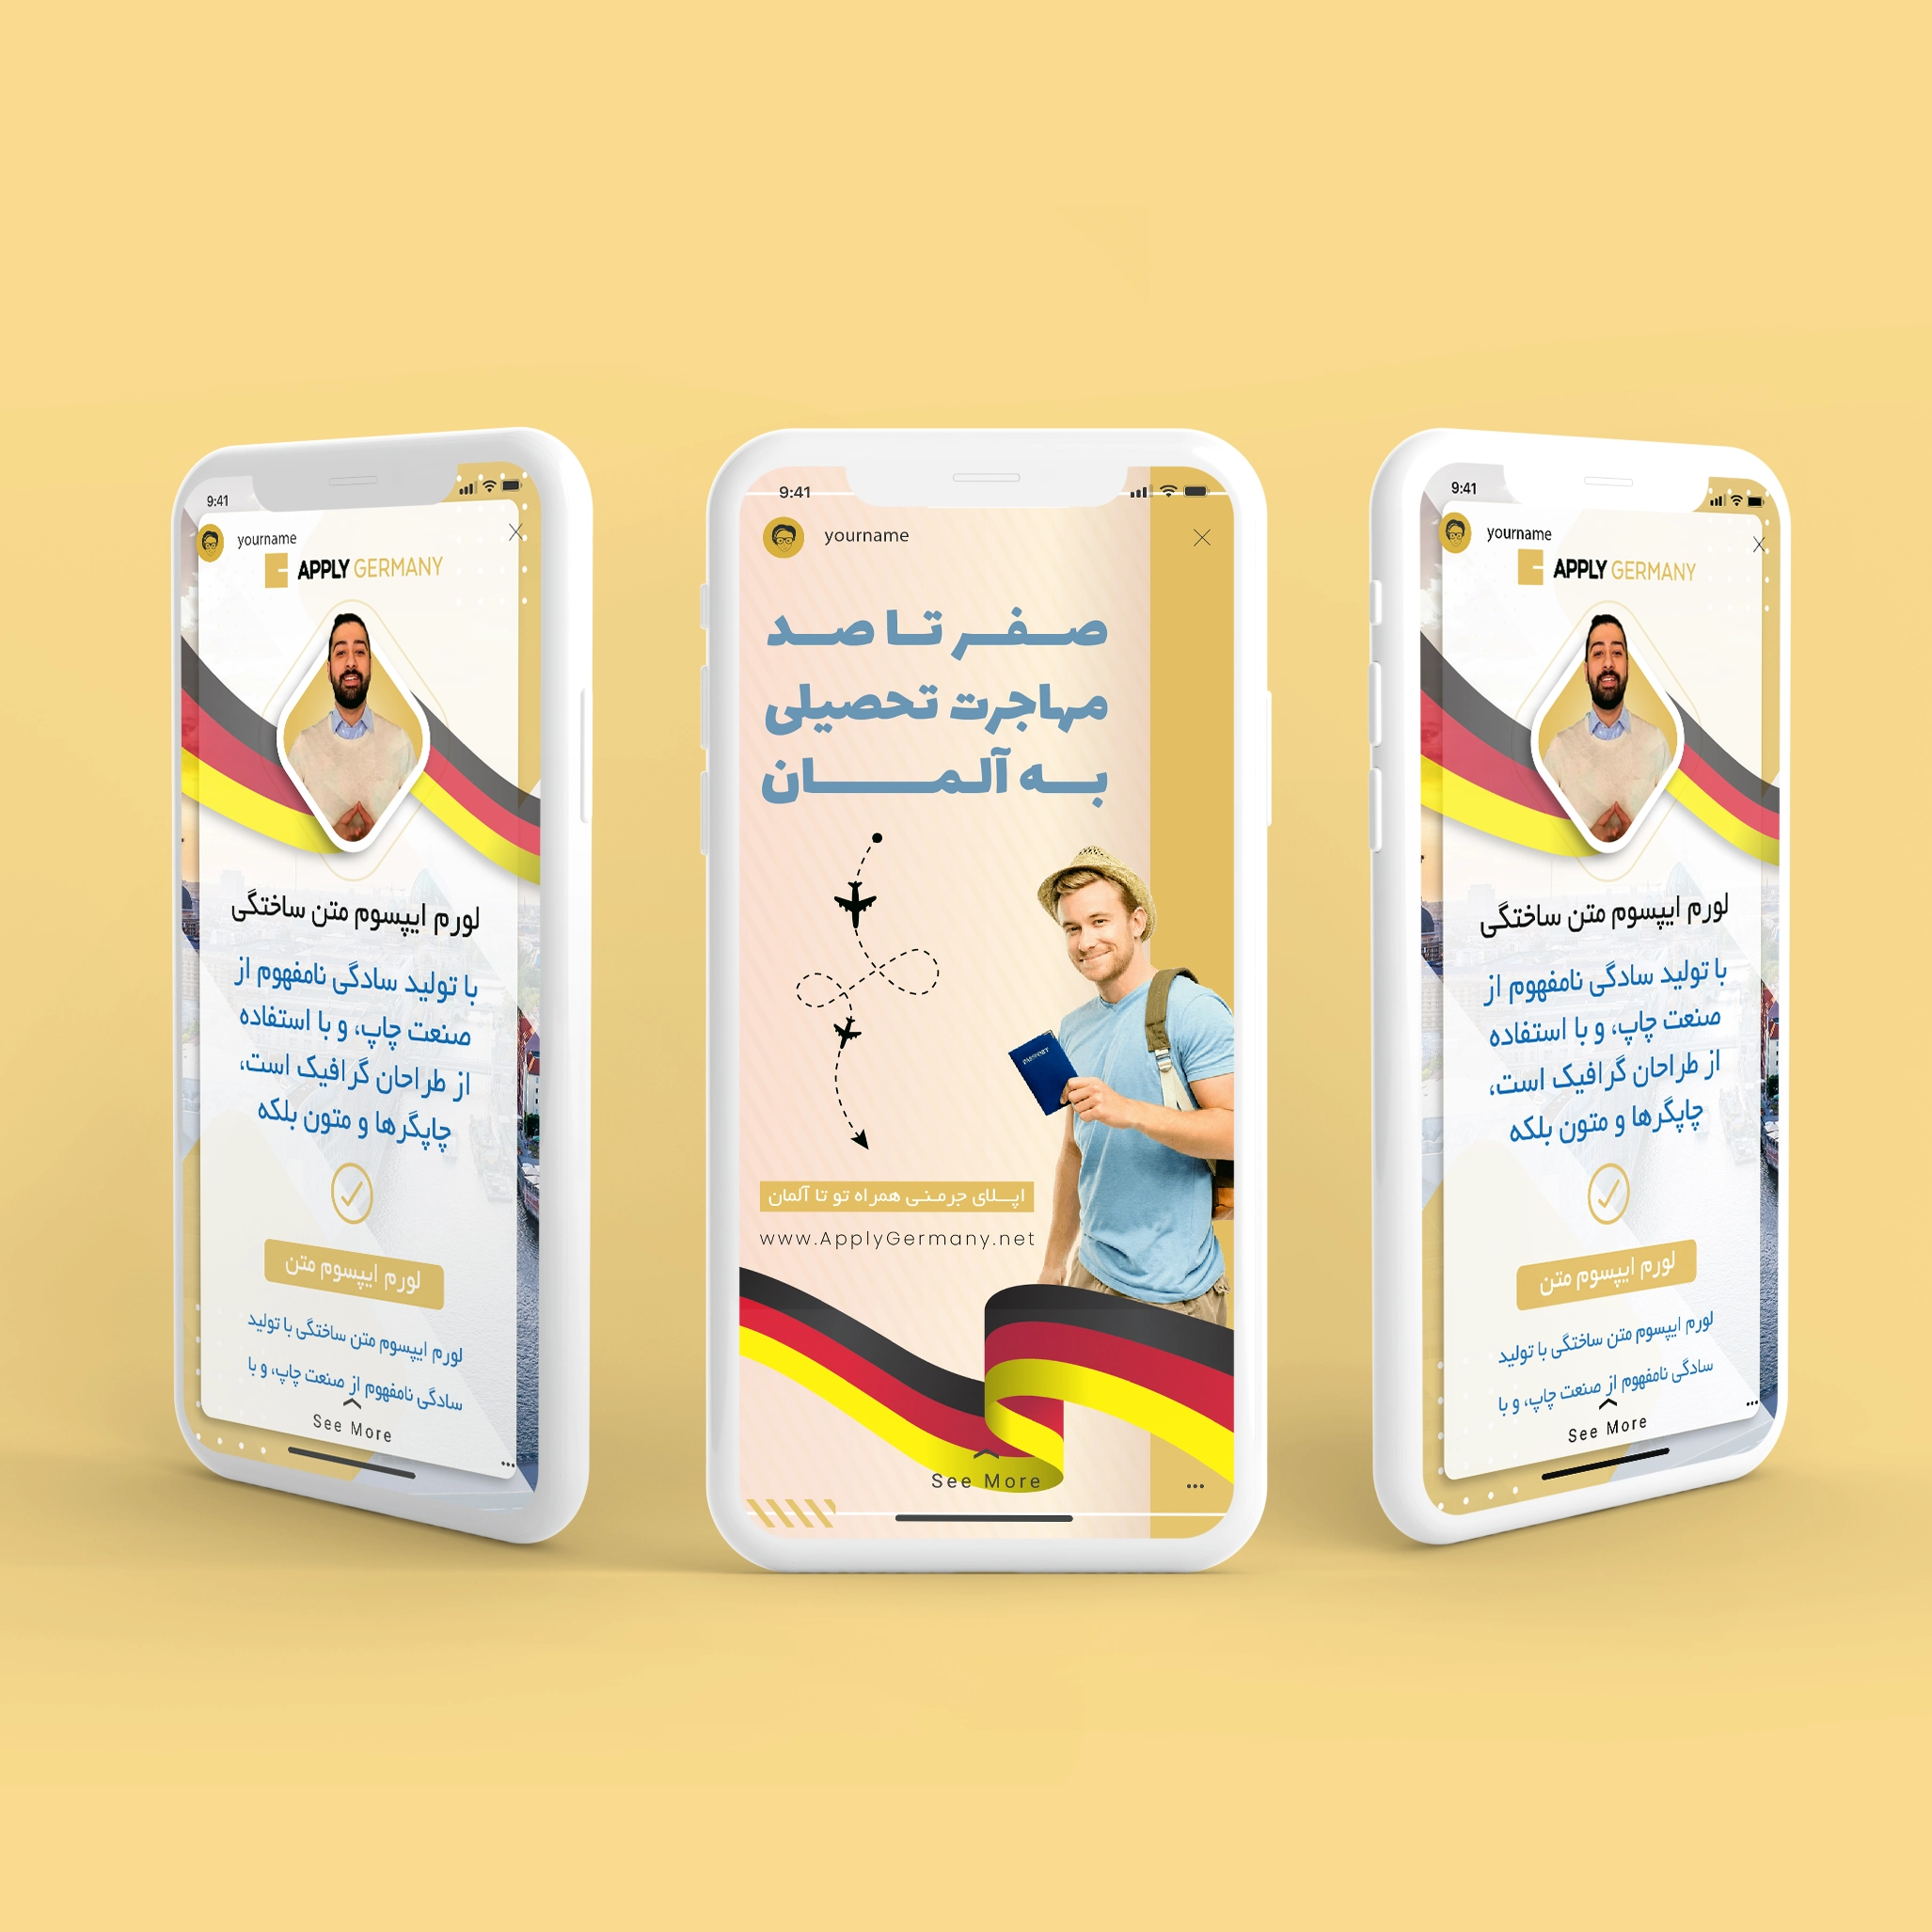 9:41
yourname
APPLY GERMANY
لورم ایپسوم متن ساختگی
با تولید سادگی نامفهوم از
صنعت چاپ، و با استفاده
از طراحان گرافیک است،
چاپگرها و متون بلکه
لورم ایپسوم متن
لورم ایپسوم متن ساختگی با تولید
سادگی نامفهوم از صنعت چاپ، و با
See More
9:41
yourname
صفر تا صد
مهاجرت تحصیلی
به آلمان
PASSPORT
اپلای جرمنی همراه تو تا آلمان
www.ApplyGermany.net
See More
9:41
yourname
APPLY GERMANY
لورم ایپسوم متن ساختگی
با تولید سادگی نامفهوم از
صنعت چاپ، و با استفاده
از طراحان گرافیک است،
چاپگرها و متون بلکه
لورم ایپسوم متن
لورم ایپسوم متن ساختگی با تولید
سادگی نامفهوم از صنعت چاپ، و با
See More